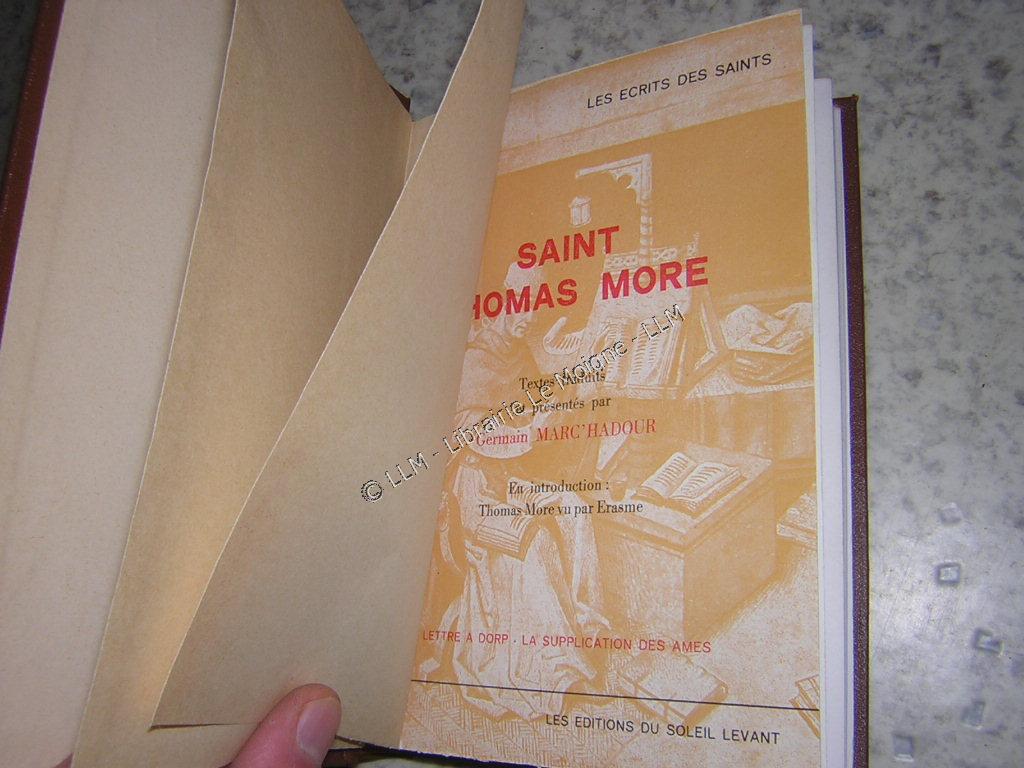 LES ECRITS DES SAINTS
SAINT
HOMAS MORE
Textes traduits
et présentés par
Germain MARC'HADOUR
En introduction :
Thomas More vu par Erasme
LETTRE A DORP - LA SUPPLICATION DES AMES
LES EDITIONS DU SOLEIL LEVANT
© LLM - Librairie Le Moigne - LLM